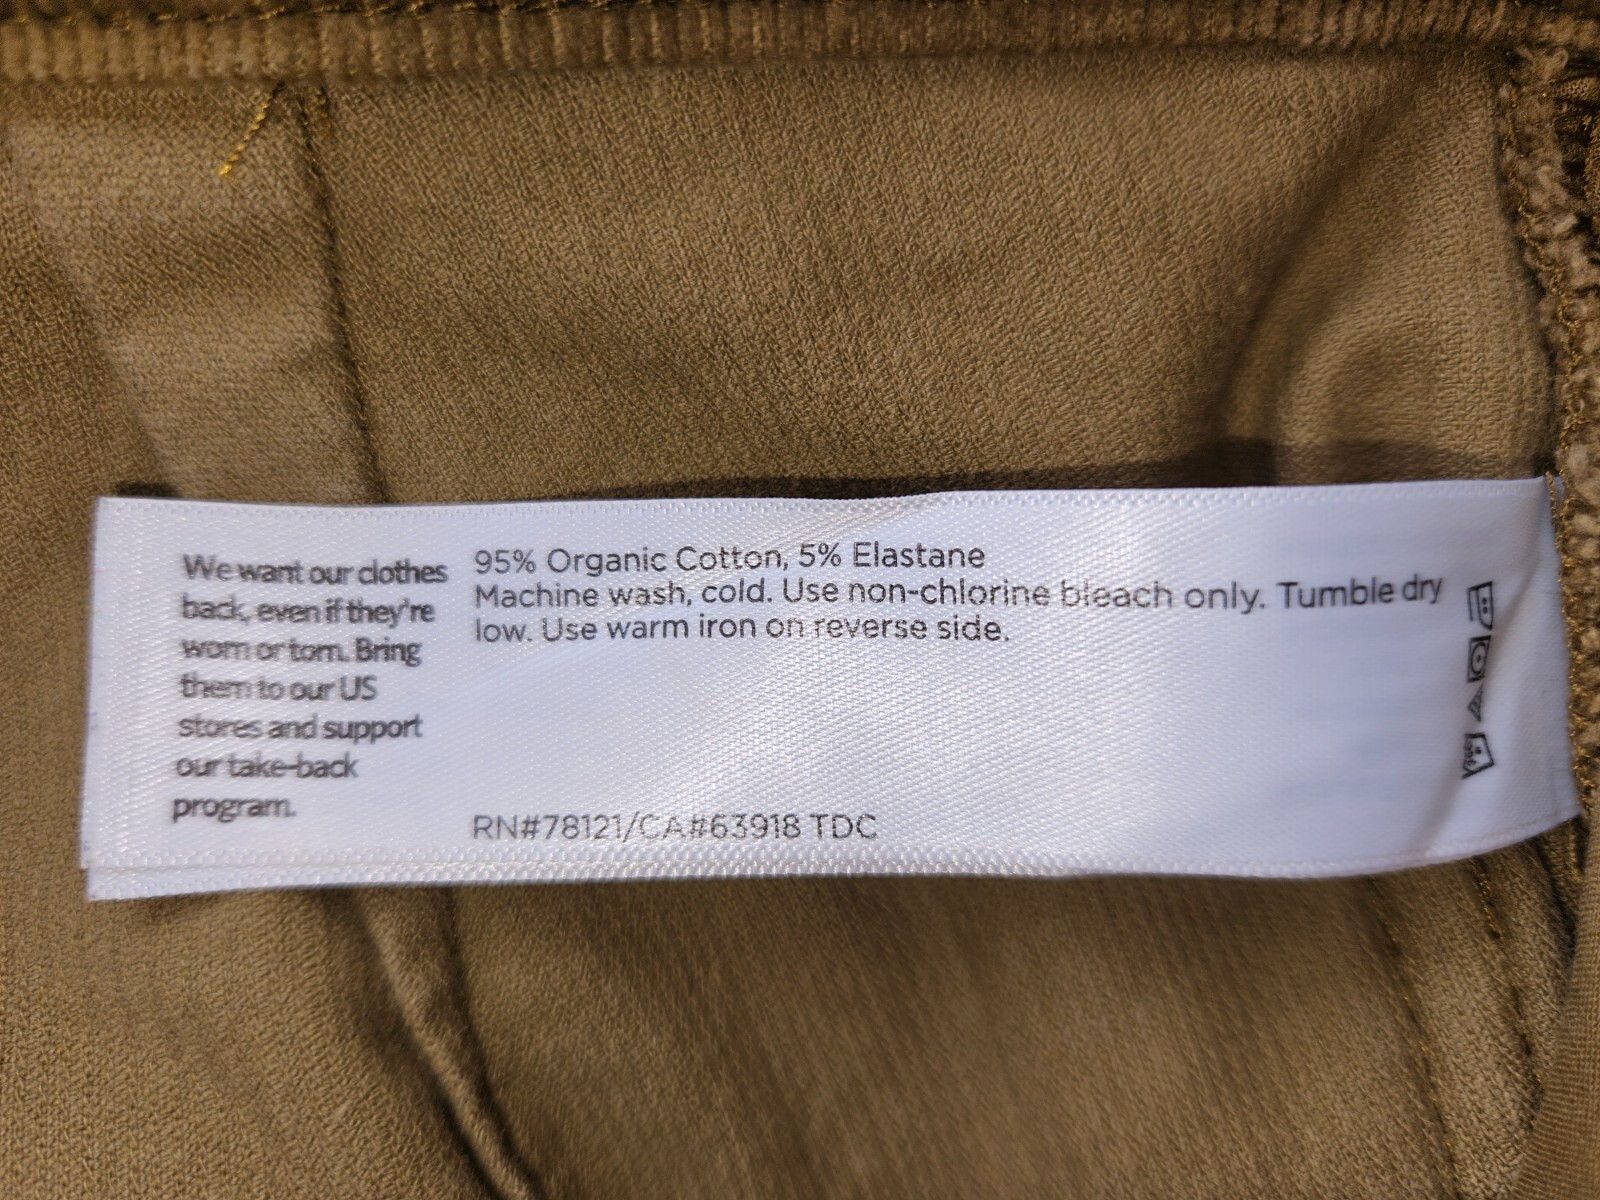 We want our clothes
back, even if they're
worn or torn. Bring
them to our US
stores and support
our take-back
program.
95% Organic Cotton, 5% Elastane
Machine wash, cold. Use non-chlorine bleach only. Tumble dry
low. Use warm iron on reverse side.
RN#78121/CA#63918 TDC